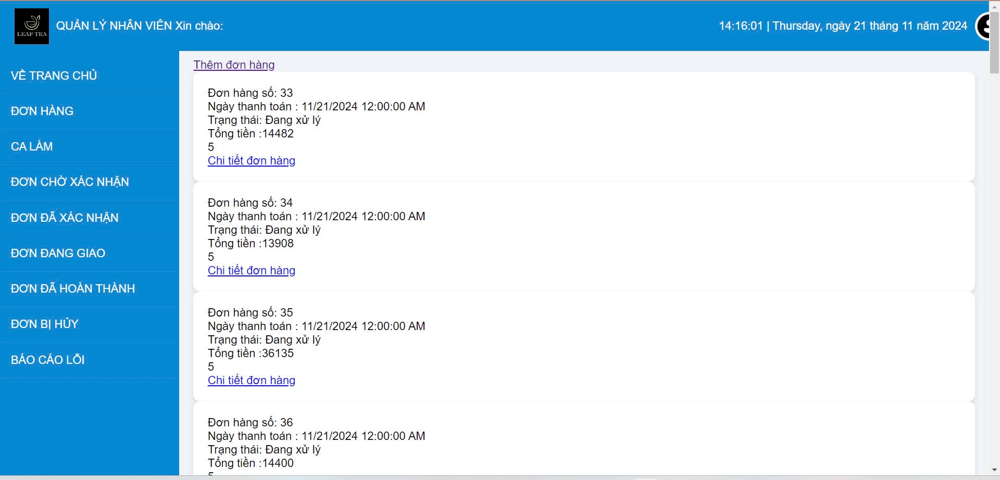 LEAF TEA
QUẢN LÝ NHÂN VIÊN Xin chào:
14:16:01 | Thursday, ngày 21 tháng 11 năm 2024
VỀ TRANG CHỦ
ĐƠN HÀNG
CA LÀM
ĐƠN CHỜ XÁC NHẬN
ĐƠN ĐÃ XÁC NHẬN
ĐƠN ĐANG GIAO
ĐƠN ĐÃ HOÀN THÀNH
ĐƠN BỊ HỦY
BÁO CÁO LỖI
Thêm đơn hàng
Đơn hàng số: 33
Ngày thanh toán : 11/21/2024 12:00:00 AM
Trạng thái: Đang xử lý
Tổng tiền :14482
5
Chi tiết đơn hàng
Đơn hàng số: 34
Ngày thanh toán : 11/21/2024 12:00:00 AM
Trạng thái: Đang xử lý
Tổng tiền :13908
5
Chi tiết đơn hàng
Đơn hàng số: 35
Ngày thanh toán : 11/21/2024 12:00:00 AM
Trạng thái: Đang xử lý
Tổng tiền :36135
5
Chi tiết đơn hàng
Đơn hàng số: 36
Ngày thanh toán : 11/21/2024 12:00:00 AM
Trạng thái: Đang xử lý
Tổng tiền :14400